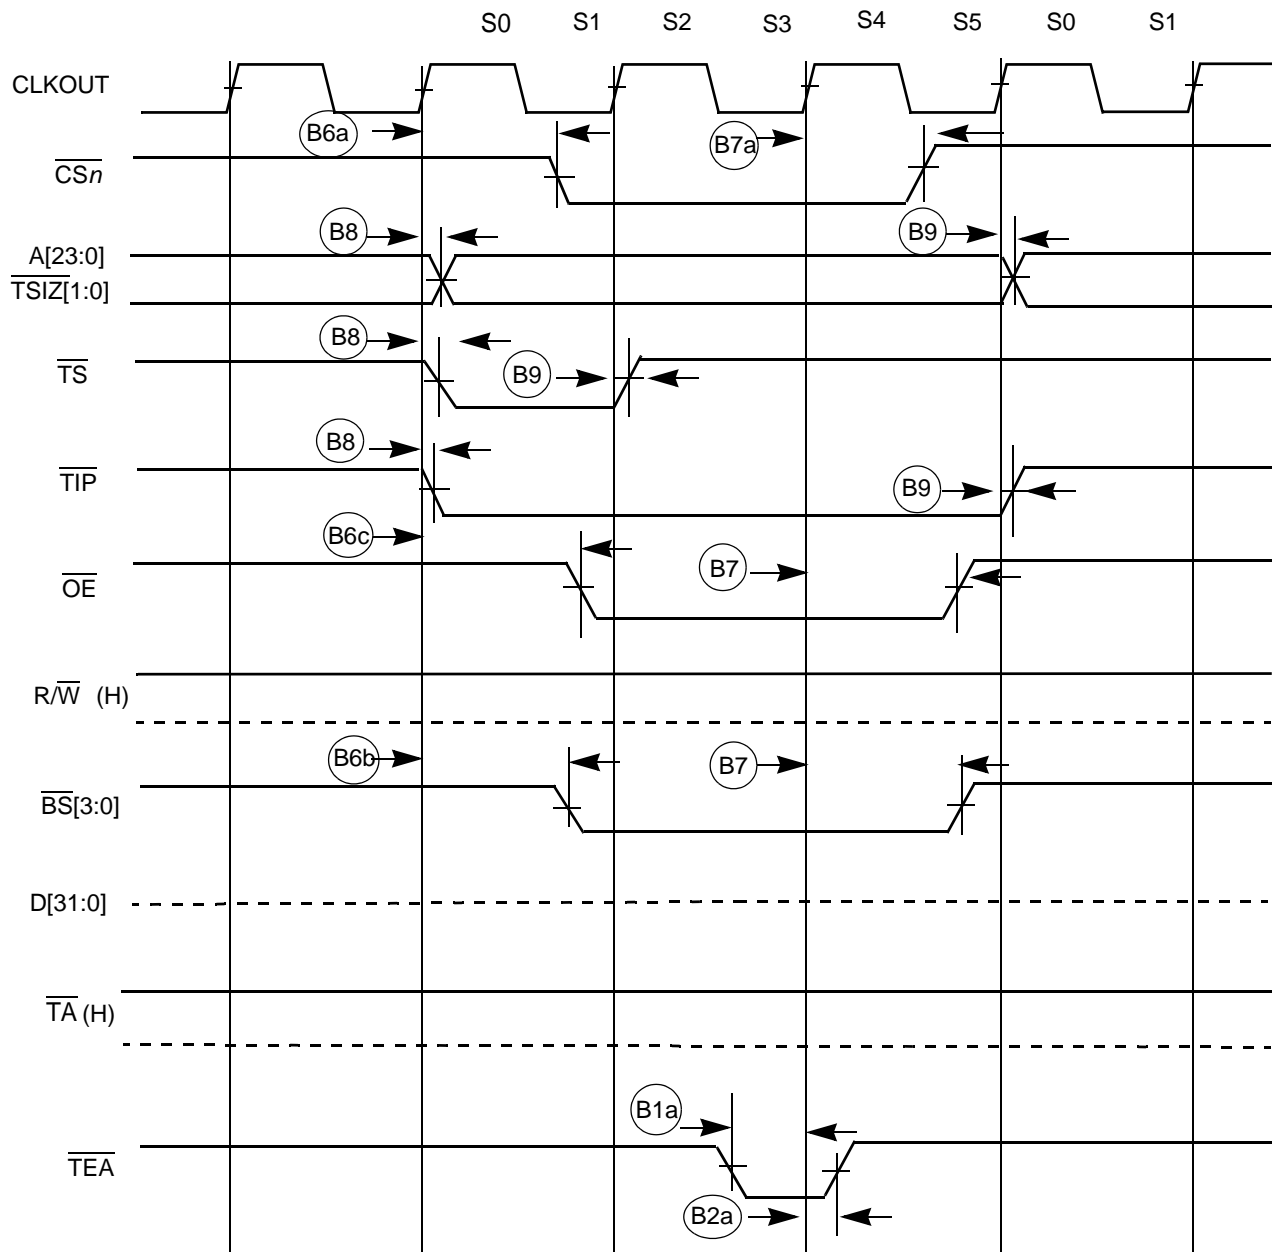 S0 S1 S2 S3 S4 S5 S0 S1
CLKOUT
B6a B7a
CSn
B8 B9
A[23:0]
TSIZ[1:0]
B8
TS B9
B8
TIP B9
B6c
OE B7
R/W (H)
B6b B7
BS[3:0]
D[31:0]
TA (H)
B1a
TEA
B2a